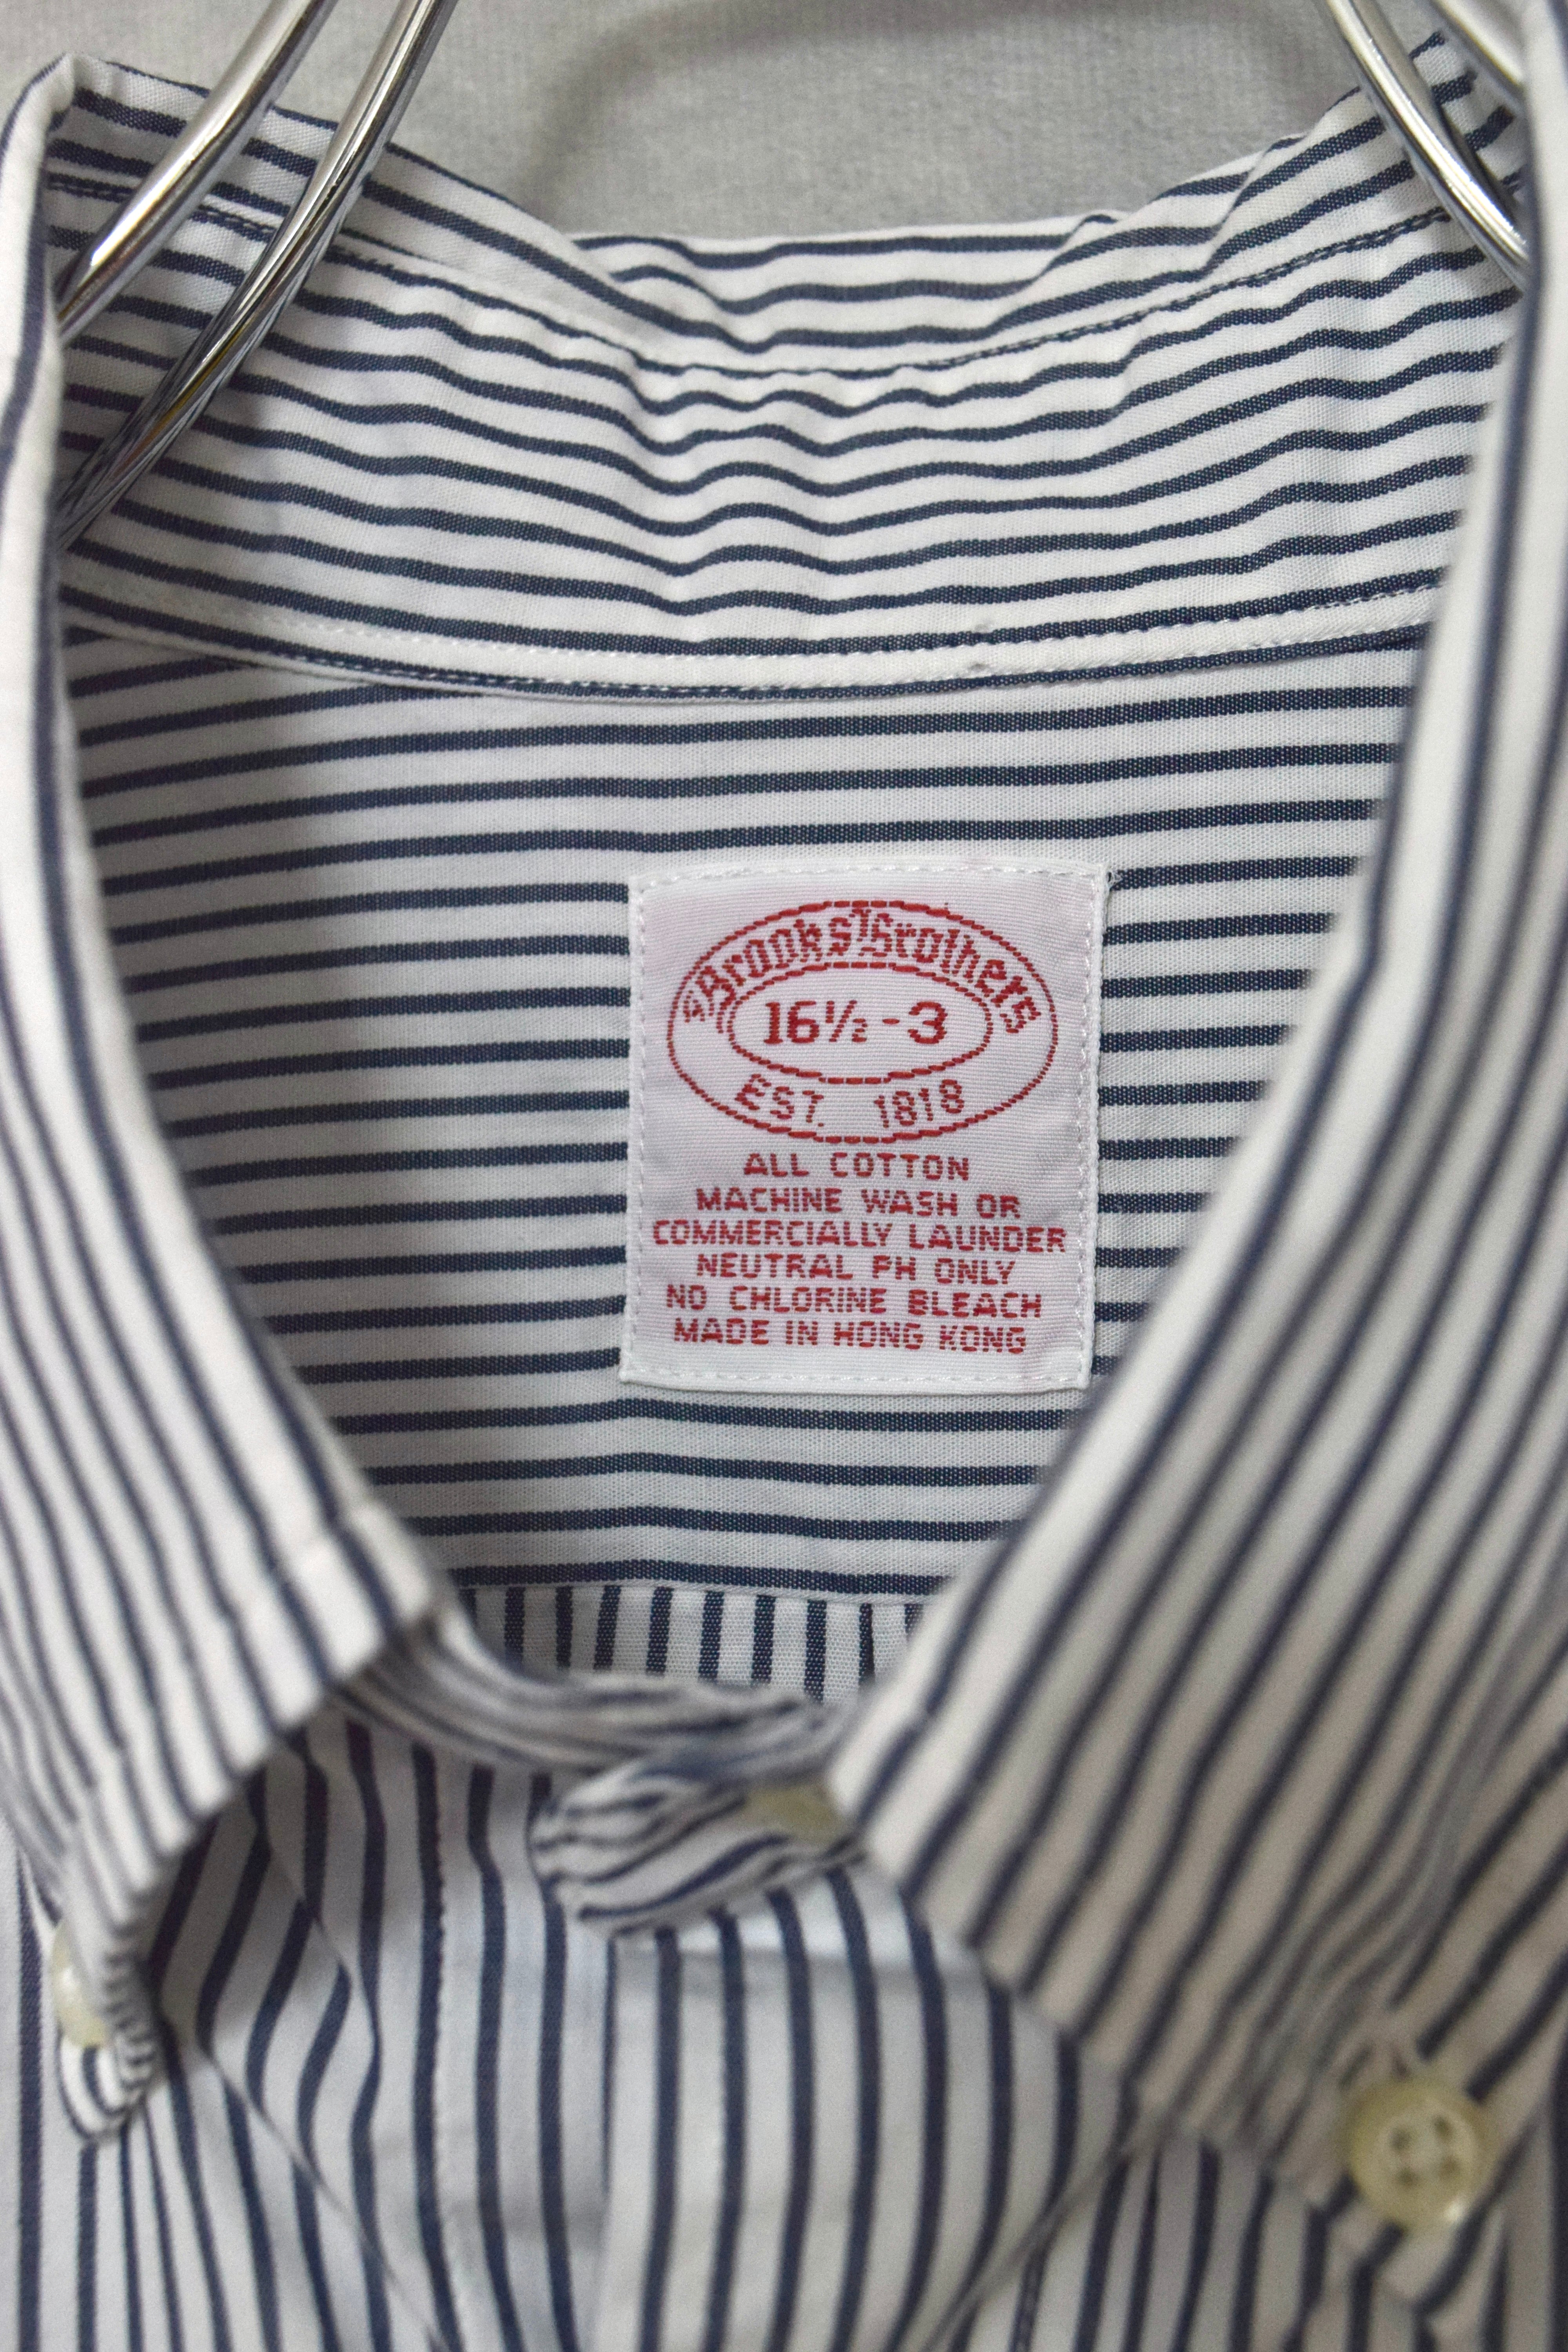 "Brooks Brothers"
16½-3
EST. 1818
ALL COTTON
MACHINE WASH OR
COMMERCIALLY LAUNDER
NEUTRAL PH ONLY
NO CHLORINE BLEACH
MADE IN HONG KONG